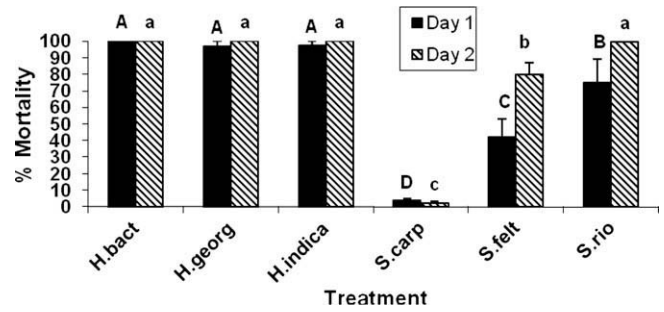 A a A a A a
Day 1
Day 2
D c
C b
B a
% Mortality
100
90
80
70
60
50
40
30
20
10
0
H.bact
H.georg
H.indica
S.carp
S.felt
S.rio
Treatment